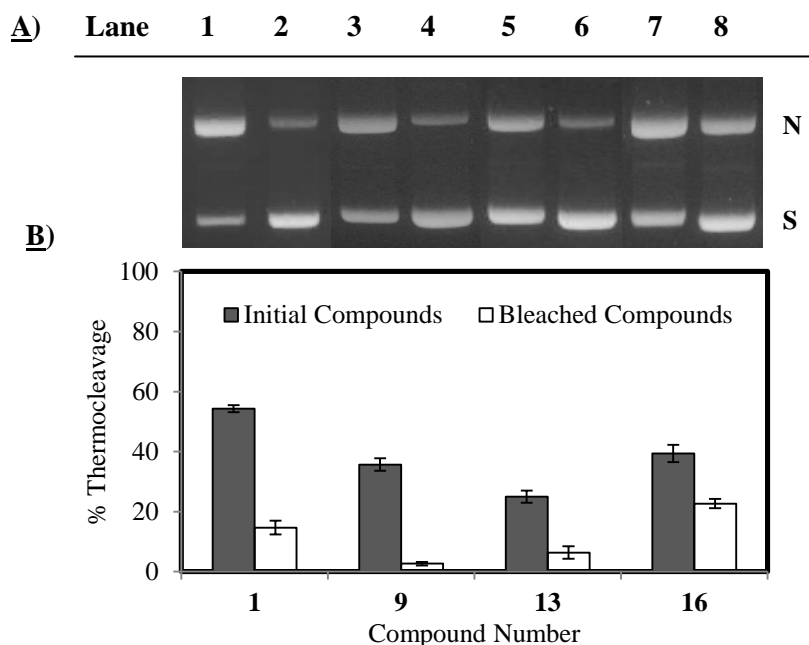 A) Lane 1 2 3 4 5 6 7 8
N
S
B)
100
80
60
40
20
0
% Thermocleavage
Initial Compounds Bleached Compounds
1 9 13 16
Compound Number